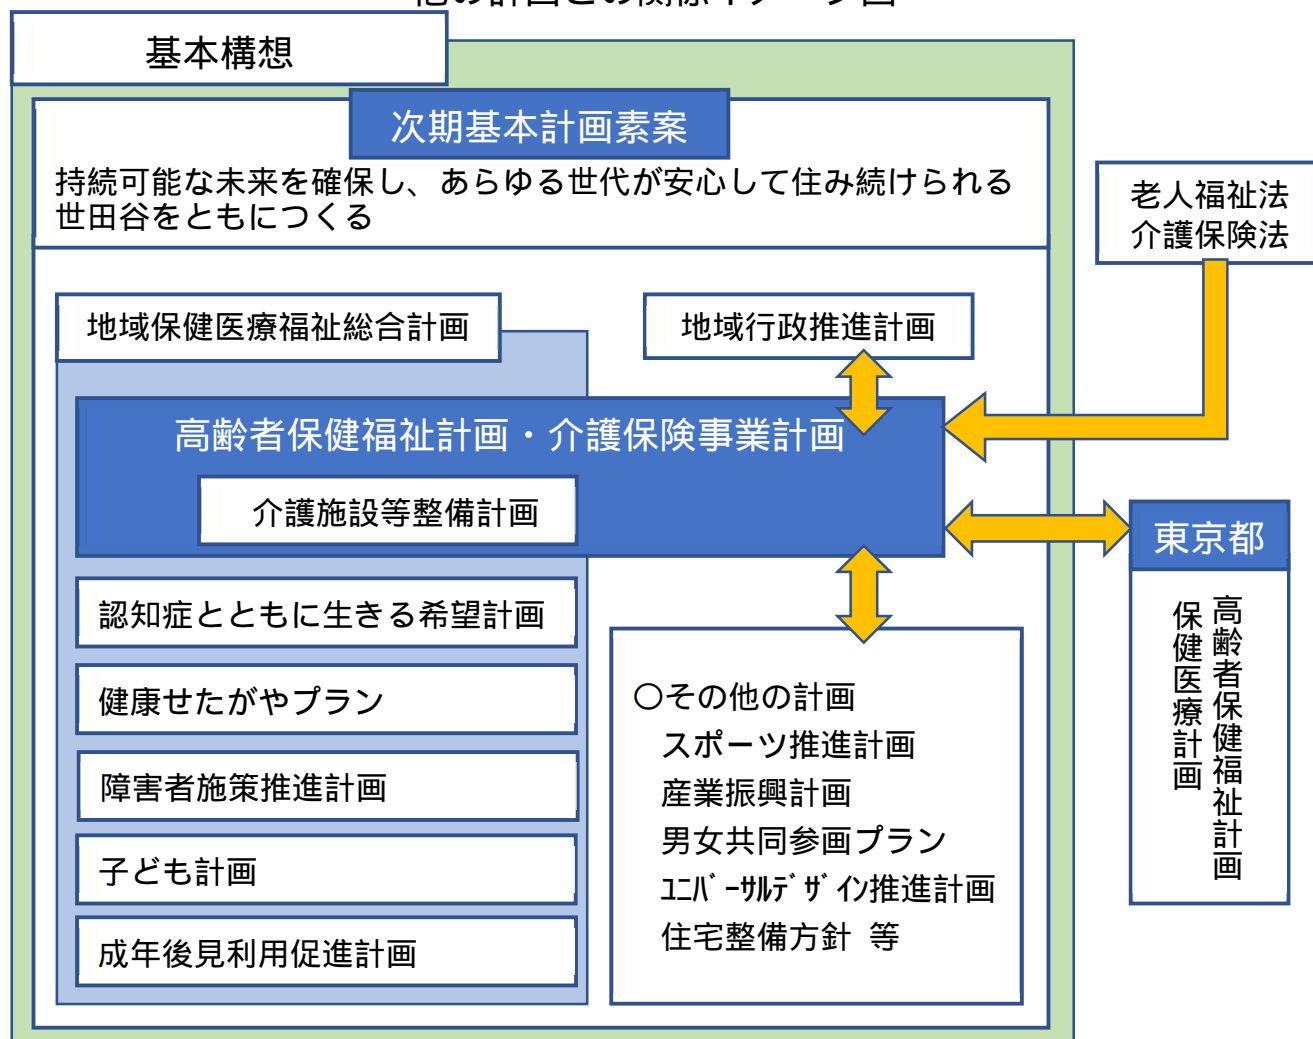 基本構想
次期基本計画素案
持続可能な未来を確保し、あらゆる世代が安心して住み続けられる
世田谷をともにつくる
老人福祉法
介護保険法
地域保健医療福祉総合計画
地域行政推進計画
高齢者保健福祉計画・介護保険事業計画
介護施設等整備計画
認知症とともに生きる希望計画
健康せたがやプラン
障害者施策推進計画
子ども計画
成年後見利用促進計画
〇その他の計画
スポーツ推進計画
産業振興計画
男女共同参画プラン
ﾕﾆﾊﾞｰｻﾙﾃﾞｻﾞｲﾝ推進計画
住宅整備方針 等
東京都
高齢者保健福祉計画
保健医療計画